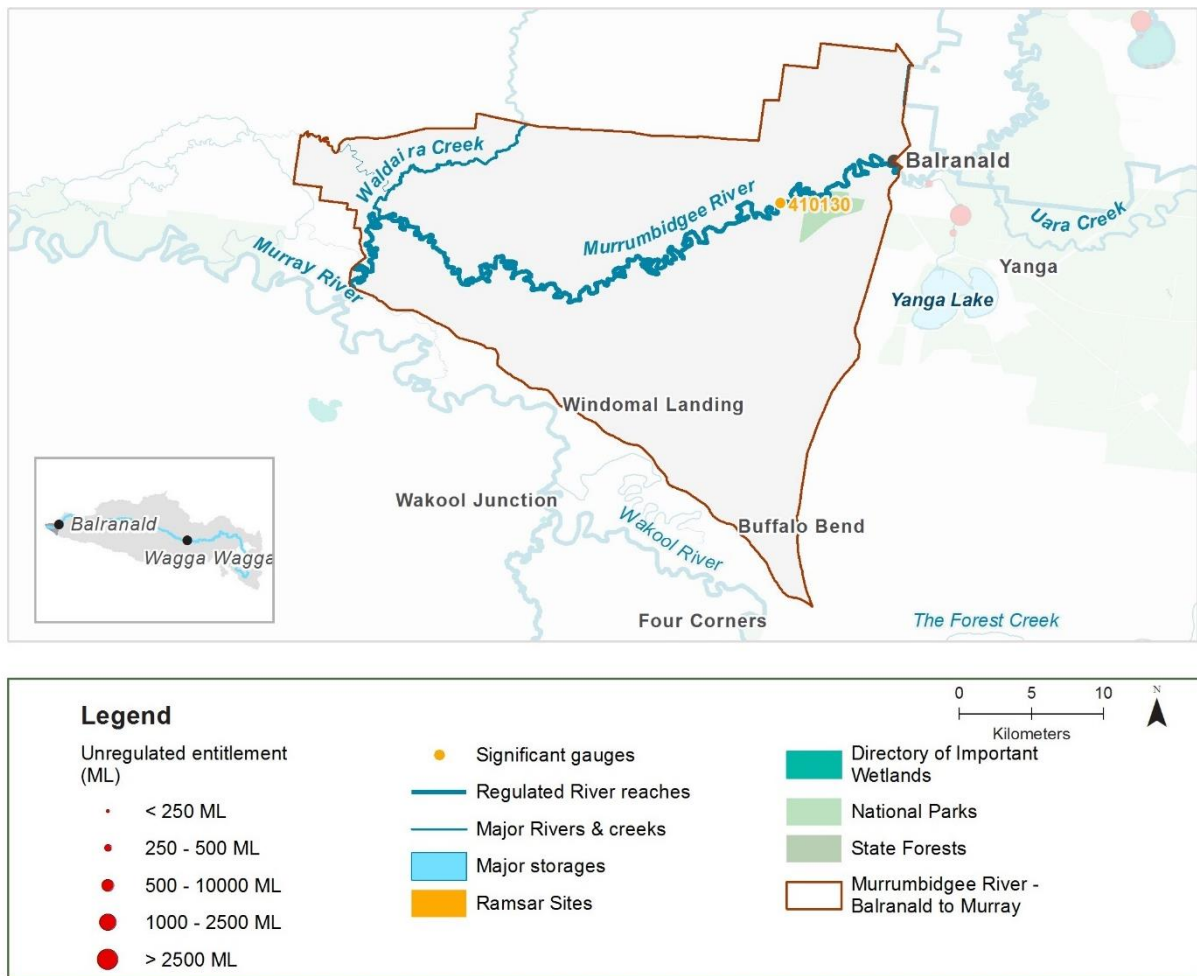 Waldaira Creek
Balranald
Murrumbidgee River
410130
Uara Creek
Murray River
Yanga
Yanga Lake
Windomal Landing
Wakool Junction
Wakool River
Buffalo Bend
Four Corners
The Forest Creek
Balranald
Wagga Wagga
Legend
Unregulated entitlement
(ML)
< 250 ML
250 - 500 ML
500 - 10000 ML
1000 - 2500 ML
> 2500 ML
Significant gauges
Regulated River reaches
Major Rivers & creeks
Major storages
Ramsar Sites
0 5 10
Kilometers
N
Directory of Important
Wetlands
National Parks
State Forests
Murrumbidgee River -
Balranald to Murray